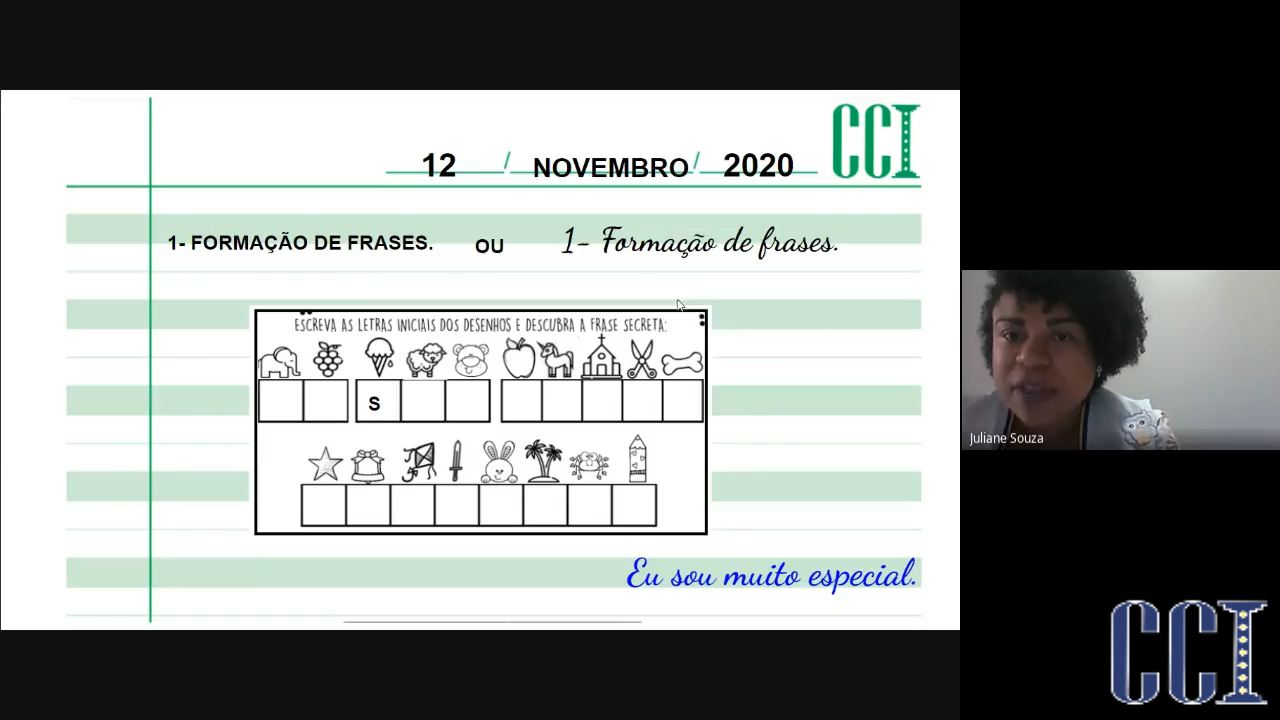 CCI
12 / NOVEMBRO / 2020
1- FORMAÇÃO DE FRASES. OU 1- Formação de frases.
ESCREVA AS LETRAS INICIAIS DOS DESENHOS E DESCUBRA A FRASE SECRETA:
S
Juliane Souza
Eu sou muito especial.
CCI